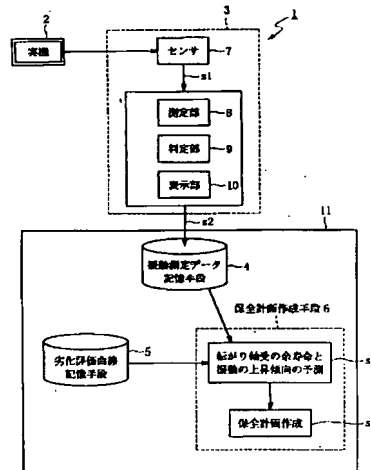 1
2
3
実機
センサ
7
s1
測定部
8
判定部
9
表示部
10
s2
11
振動測定データ
記憶手段
4
保全計画作成手段 6
劣化評価曲線
記憶手段
5
転がり軸受の余寿命と
振動の上昇傾向の予測
s
保全計画作成
s